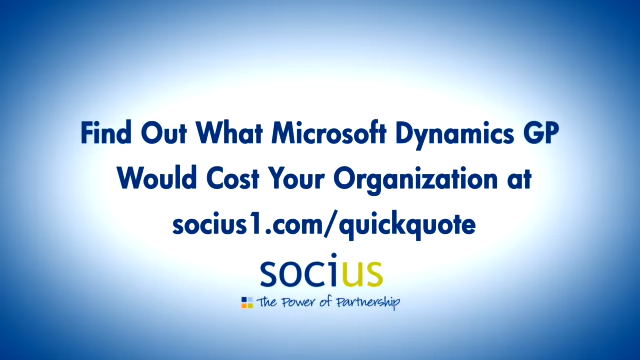 Find Out What Microsoft Dynamics GP
Would Cost Your Organization at
socius1.com/quickquote
socius
The Power of Partnership